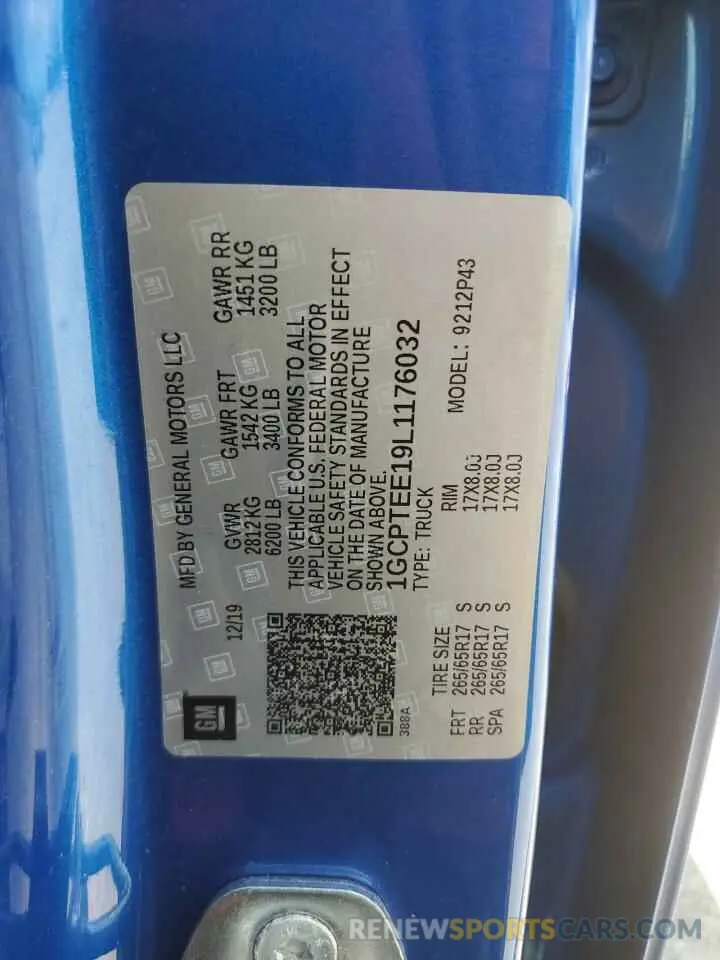 MFD BY GENERAL MOTORS LLC
12/19
GVWR GAWR FRT GAWR RR
2812 KG 1542 KG 1451 KG
6200 LB 3400 LB 3200 LB
THIS VEHICLE CONFORMS TO ALL
APPLICABLE U.S. FEDERAL MOTOR
VEHICLE SAFETY STANDARDS IN EFFECT
ON THE DATE OF MANUFACTURE
SHOWN ABOVE.
1GCPTEE19L1176032
TYPE: TRUCK
MODEL: 9212P43
GM
388A
TIRE SIZE RIM
FRT 265/65R17 S 17X8.0J
RR 265/65R17 S 17X8.0J
SPA 265/65R17 S 17X8.0J
RENEWSPORTSCARS.COM